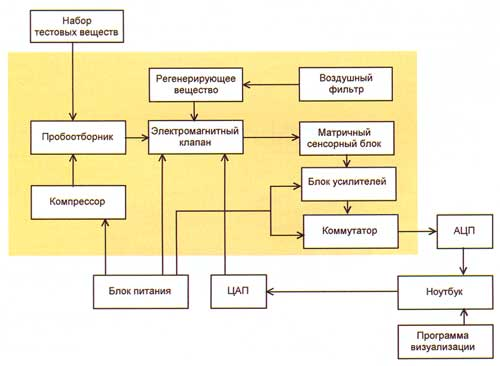 Набор
тестовых веществ
Регенерирующее
вещество
Воздушный
фильтр
Пробоотборник
Электромагнитный
клапан
Матричный
сенсорный блок
Компрессор
Блок усилителей
Коммутатор
АЦП
Блок питания
ЦАП
Ноутбук
Программа
визуализации